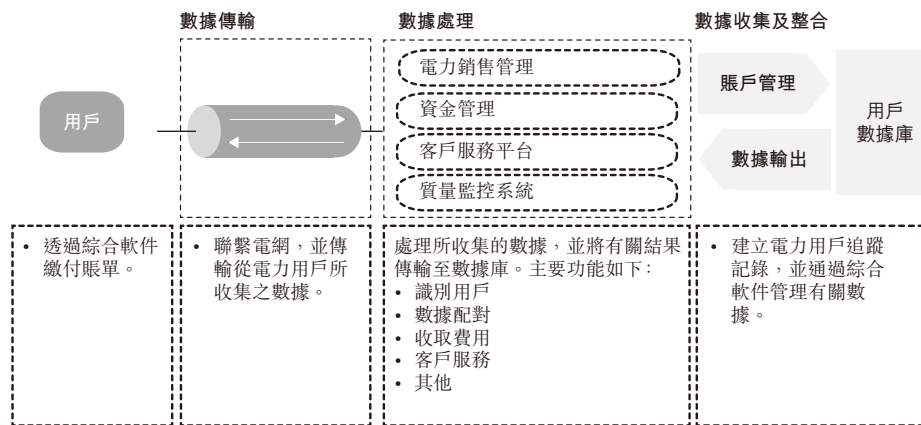 數據傳輸
數據處理
數據收集及整合
用戶
電力銷售管理
資金管理
客戶服務平台
質量監控系統
賬戶管理
數據輸出
用戶
數據庫
• 透過綜合軟件
繳付賬單。
• 聯繫電網，並傳
輸從電力用戶所
收集之數據。
處理所收集的數據，並將有關結果
傳輸至數據庫。主要功能如下：
• 識別用戶
• 數據配對
• 收取費用
• 客戶服務
• 其他
• 建立電力用戶追蹤
記錄，並通過綜合
軟件管理有關數
據。